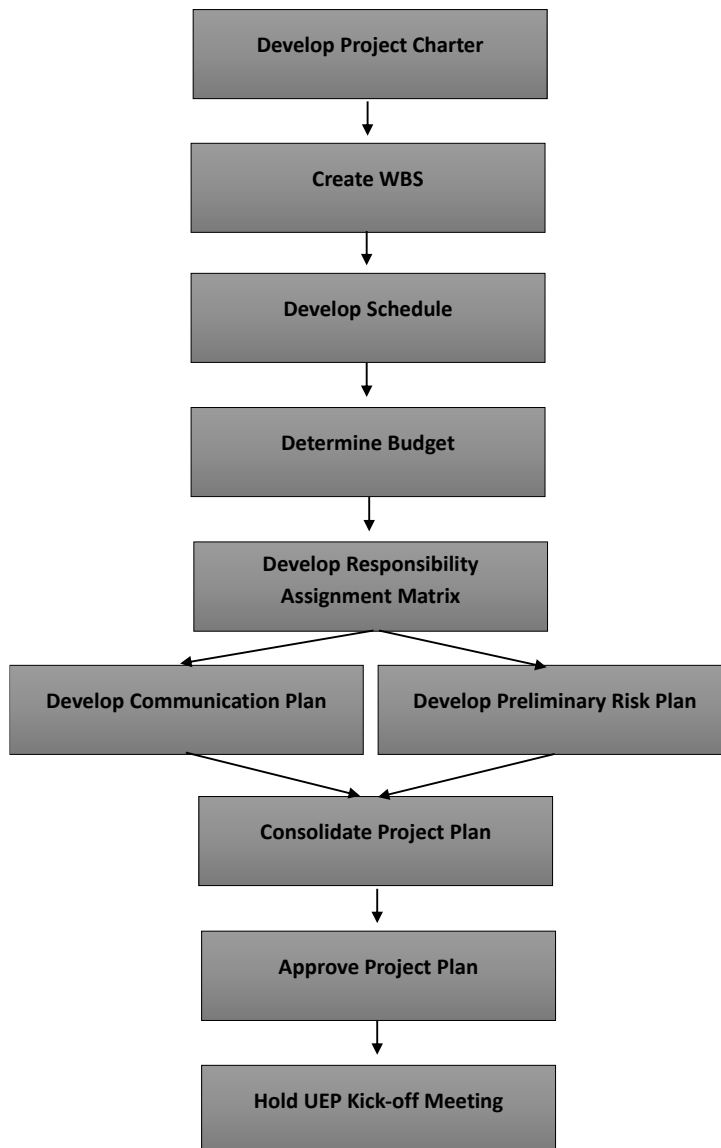 Develop Project Charter
Create WBS
Develop Schedule
Determine Budget
Develop Responsibility
Assignment Matrix
Develop Communication Plan
Develop Preliminary Risk Plan
Consolidate Project Plan
Approve Project Plan
Hold UEP Kick-off Meeting